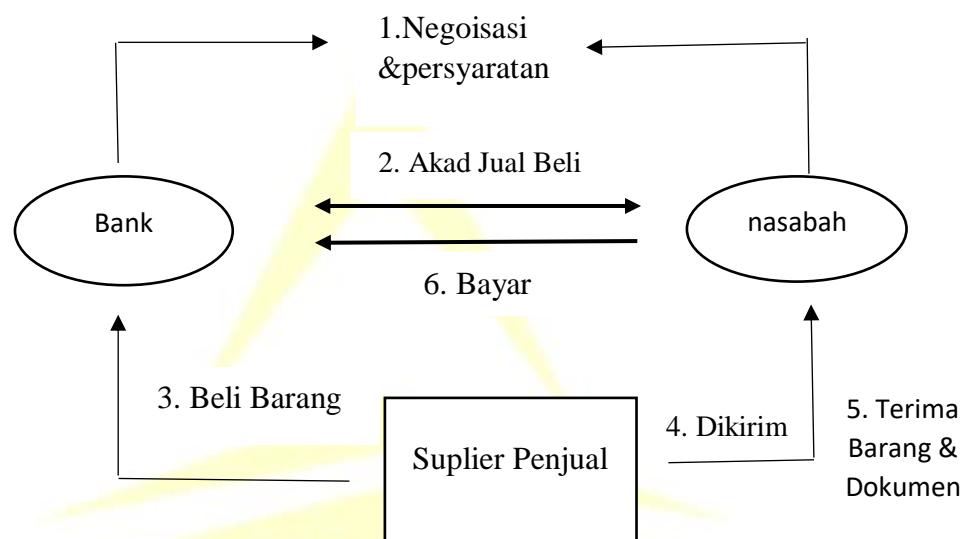 1.Negoisasi
&persyaratan
2. Akad Jual Beli
Bank
nasabah
6. Bayar
3. Beli Barang
4. Dikirim
5. Terima
Barang &
Dokumen
Suplier Penjual